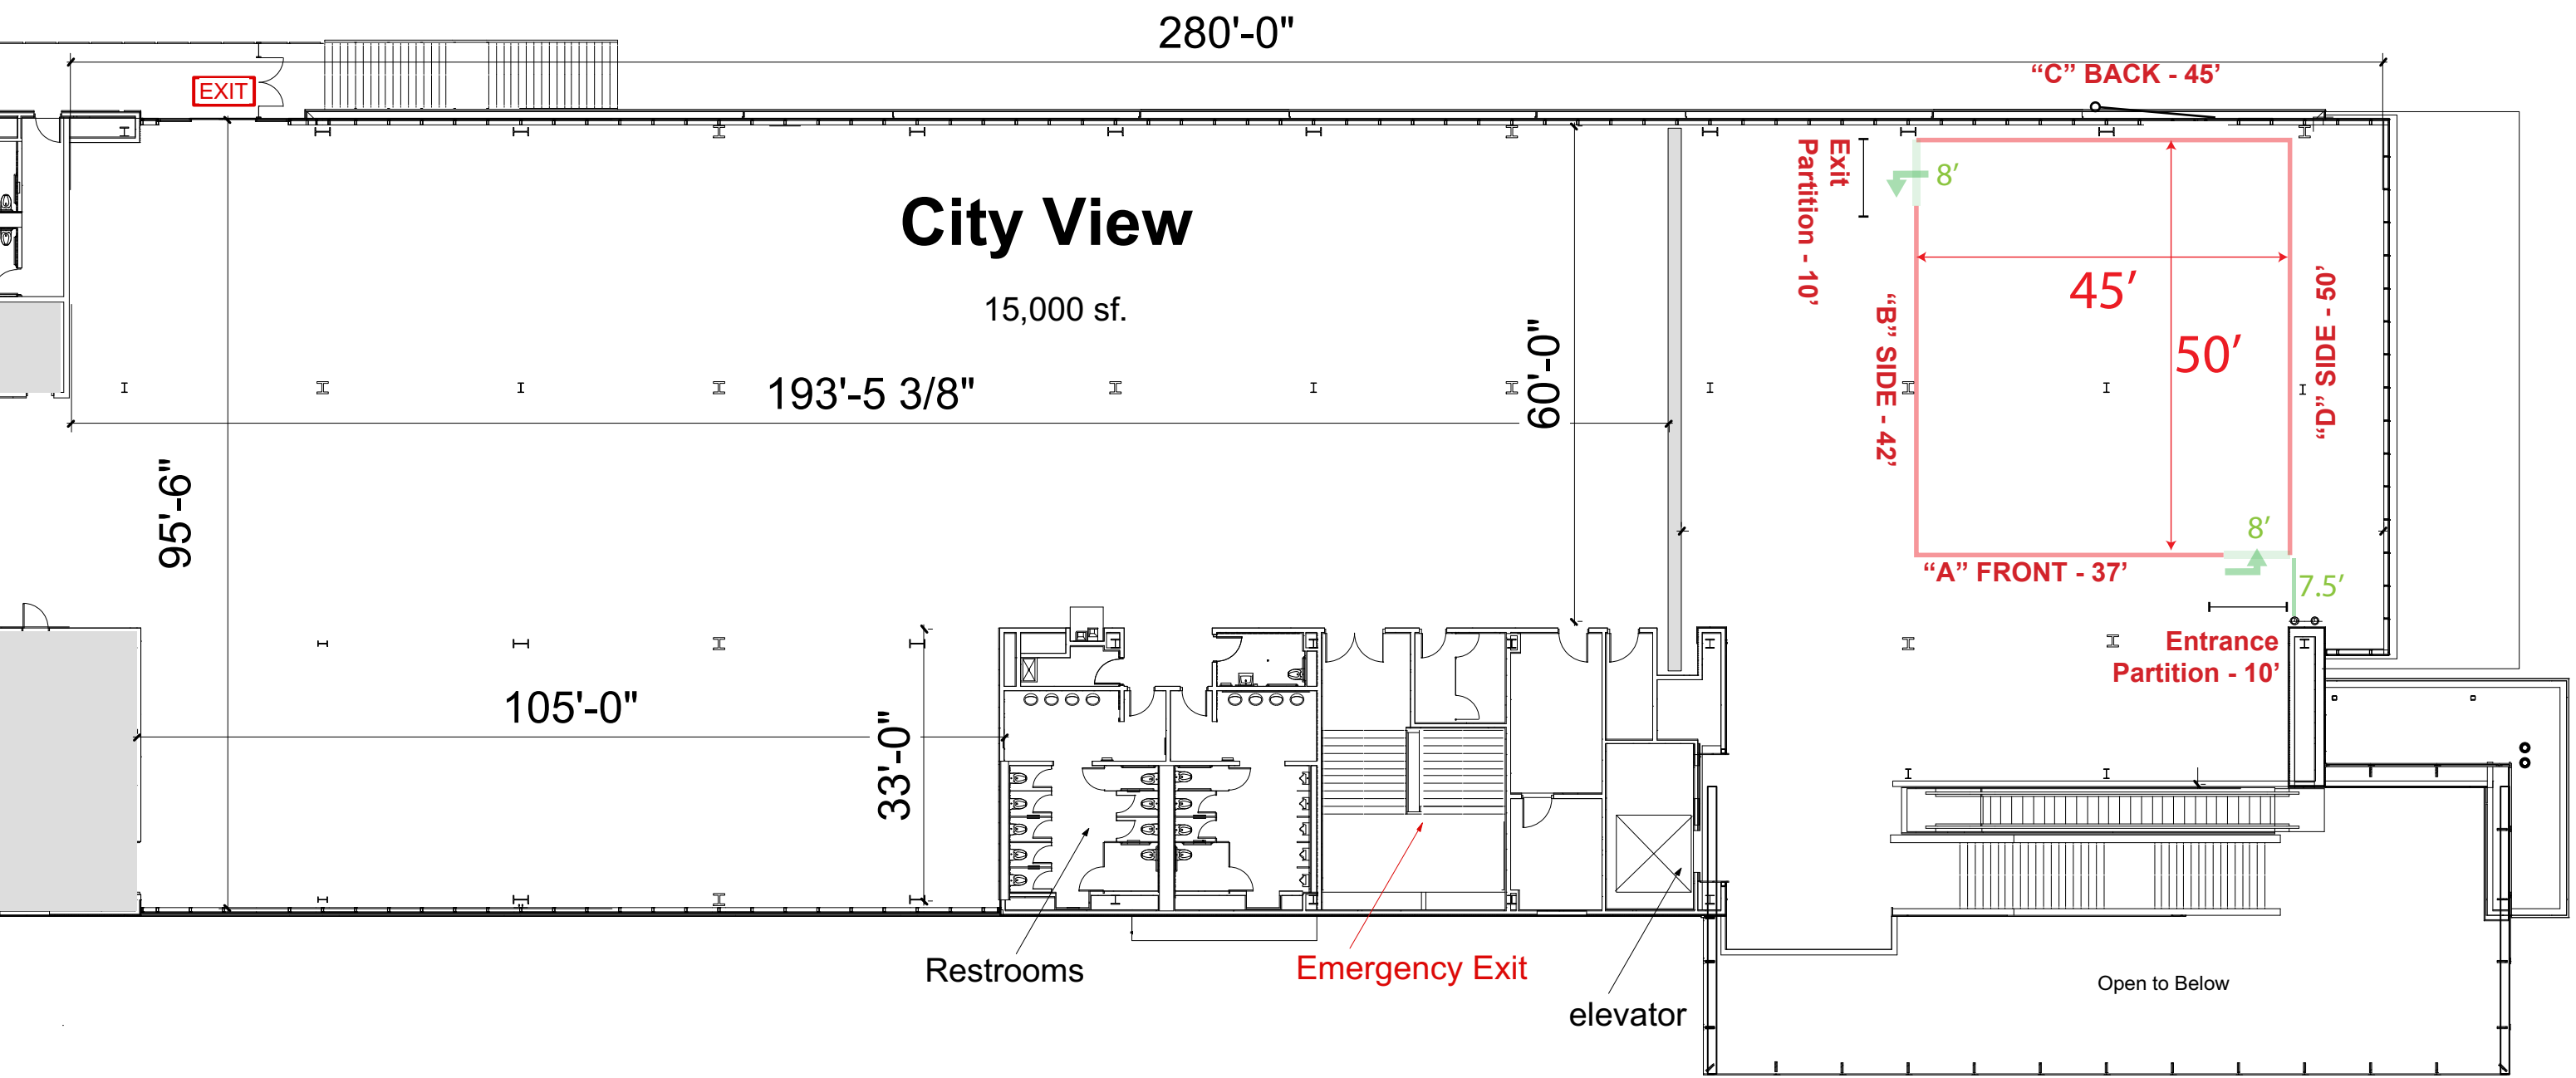 280'-0"
“C” BACK - 45’
EXIT
Exit
Partition - 10’
8’
City View
15,000 sf.
45’
50’
“B” SIDE - 42’
“D” SIDE - 50’
193'-5 3/8"
60'-0"
95'-6"
8’
“A” FRONT - 37’
7.5’
Entrance
Partition - 10’
105'-0"
33'-0"
Restrooms
Emergency Exit
elevator
Open to Below